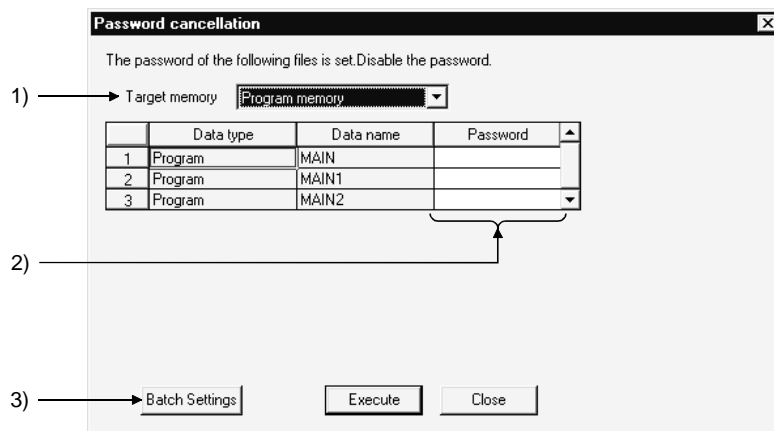 Password cancellation
The password of the following files is set.Disable the password.
1)
Target memory Program memory
Data type Data name Password
1 Program MAIN
2 Program MAIN1
3 Program MAIN2
2)
3)
Batch Settings Execute Close